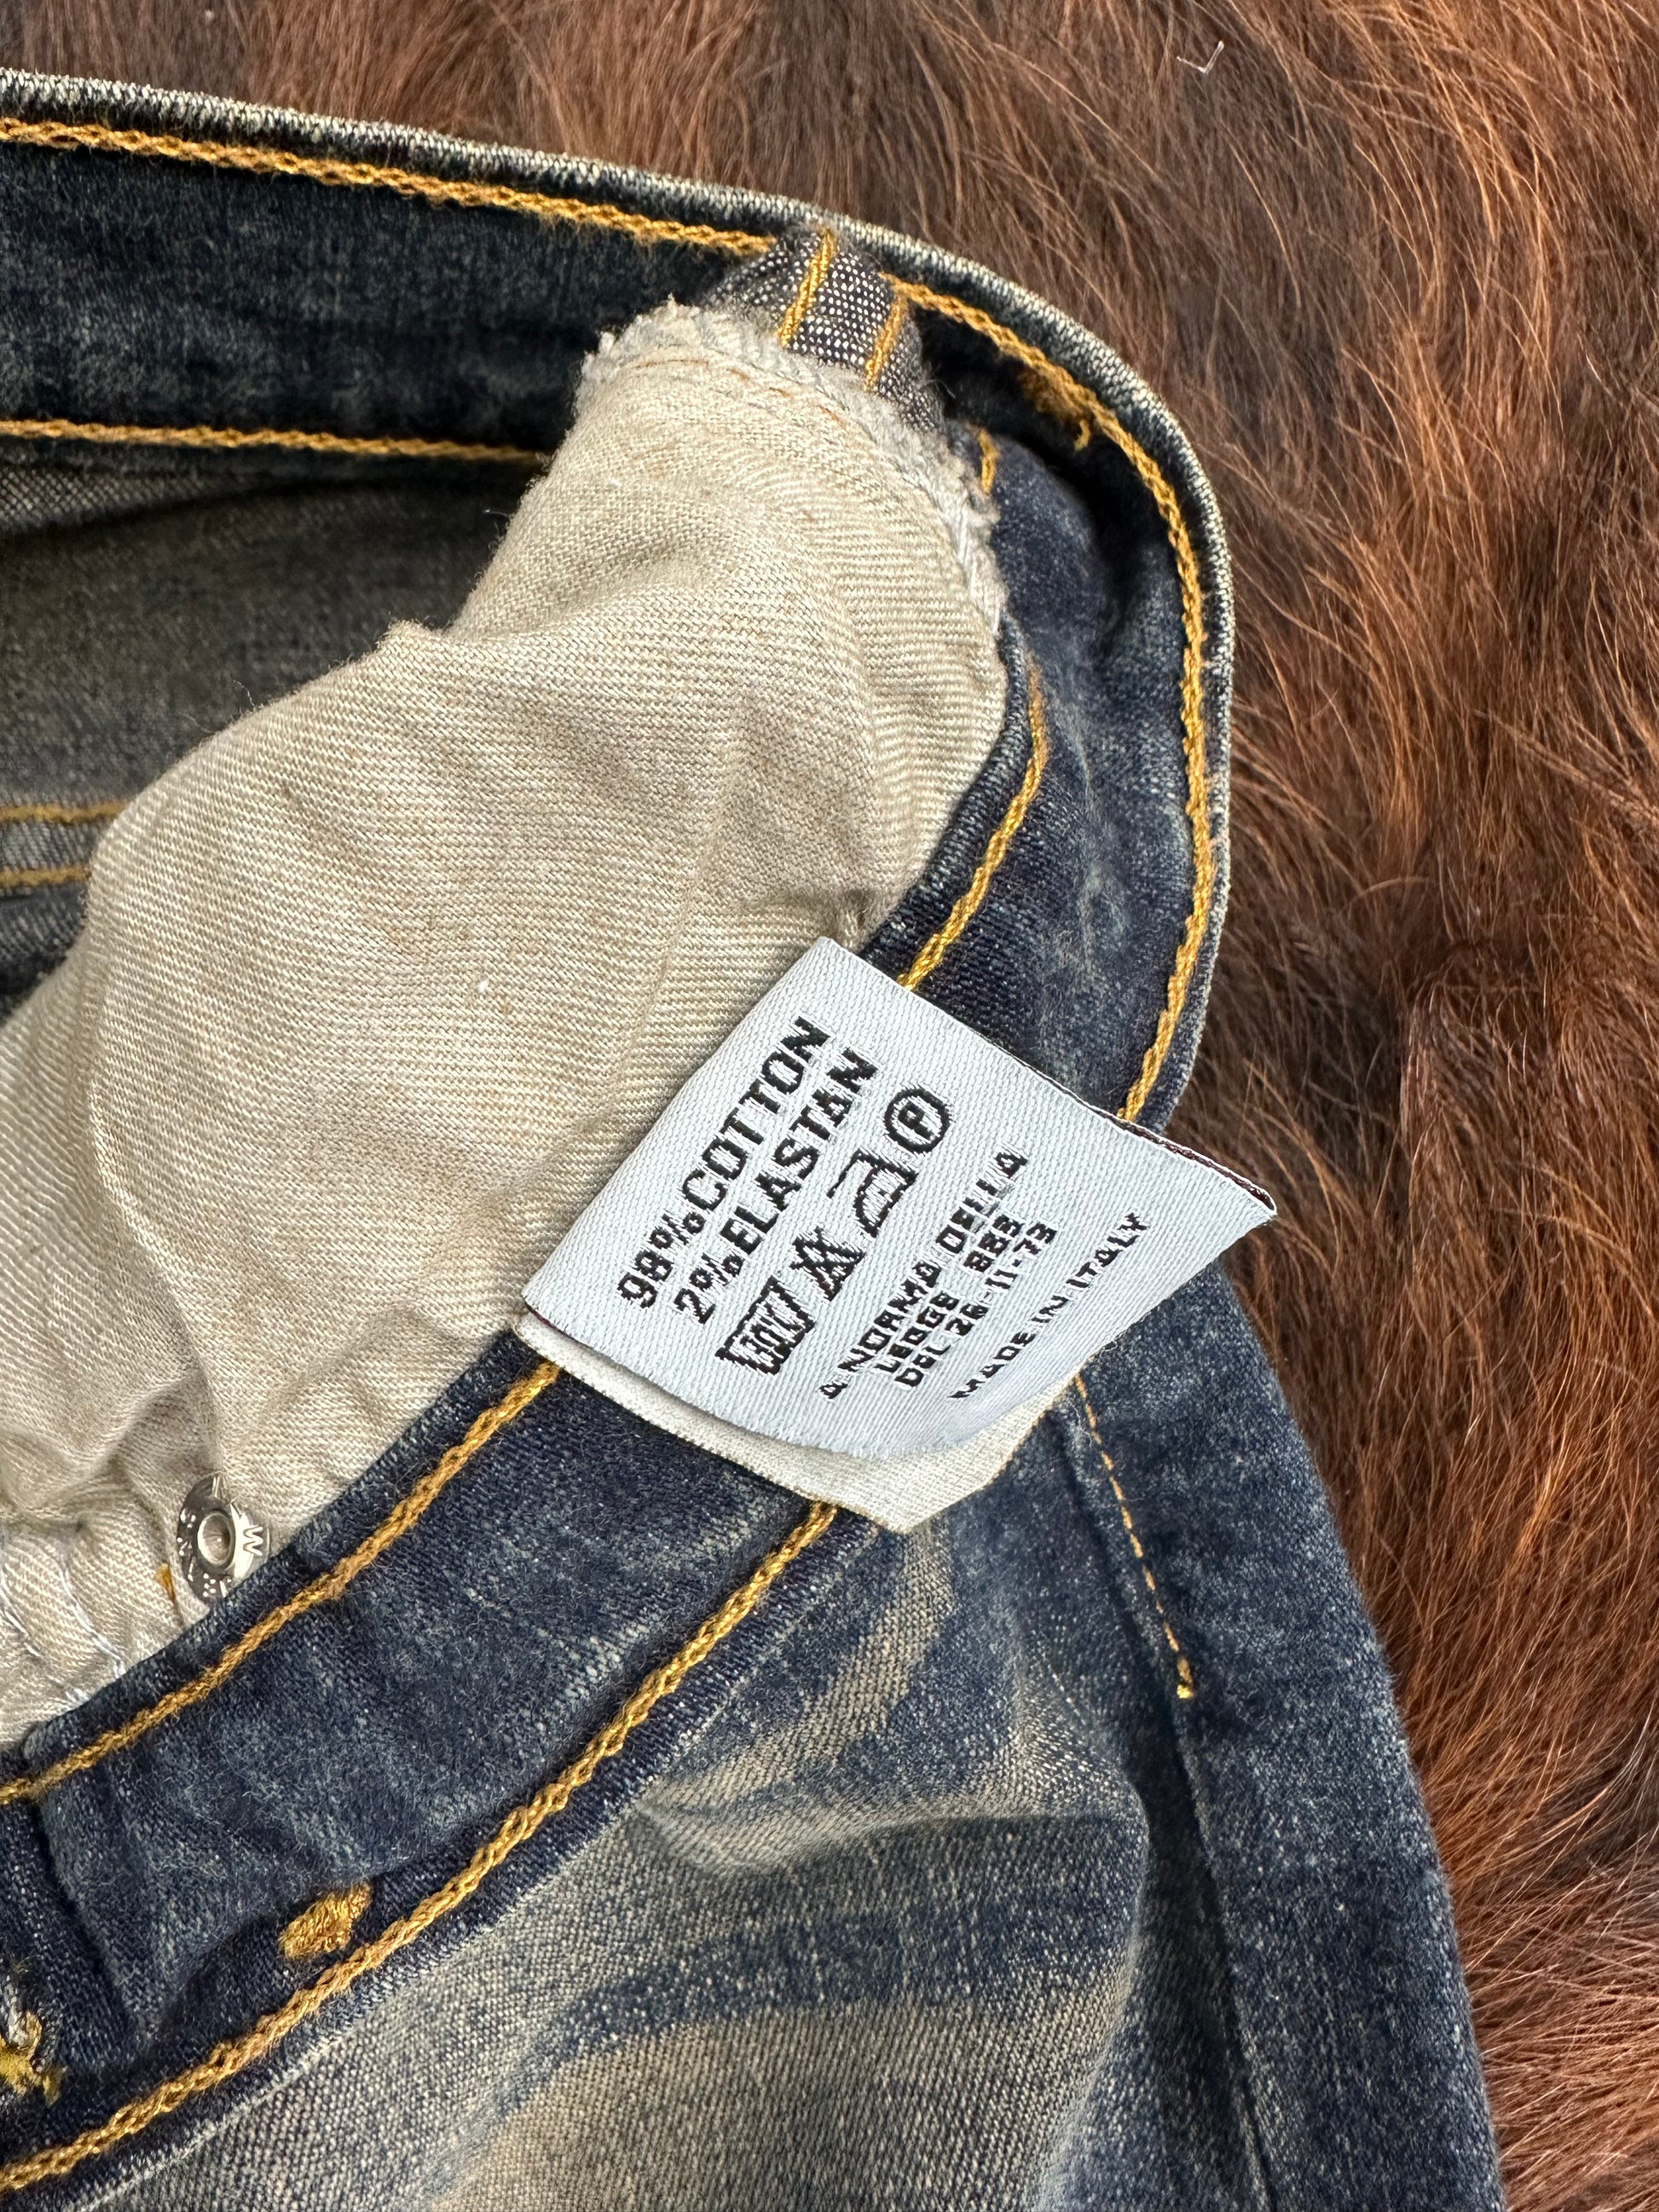 98%COTTON
2%ELASTAN
P
A NORMA DELLA
LEGGE 883
DEL 26-11-73
MADE IN ITALY